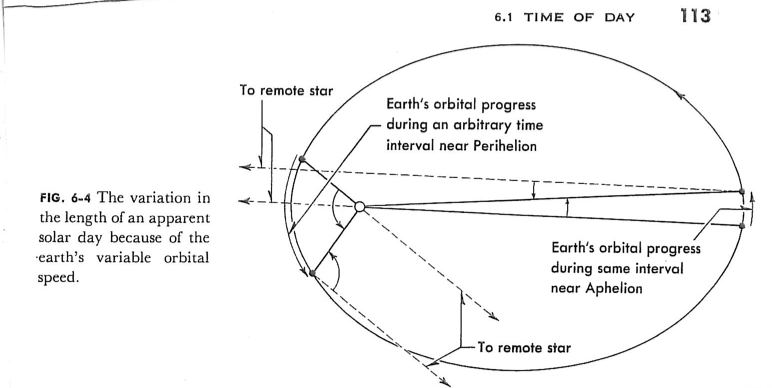 6.1 TIME OF DAY 113
To remote star
Earth's orbital progress
during an arbitrary time
interval near Perihelion
FIG. 6-4 The variation in
the length of an apparent
solar day because of the
earth's variable orbital
speed.
Earth's orbital progress
during same interval
near Aphelion
To remote star